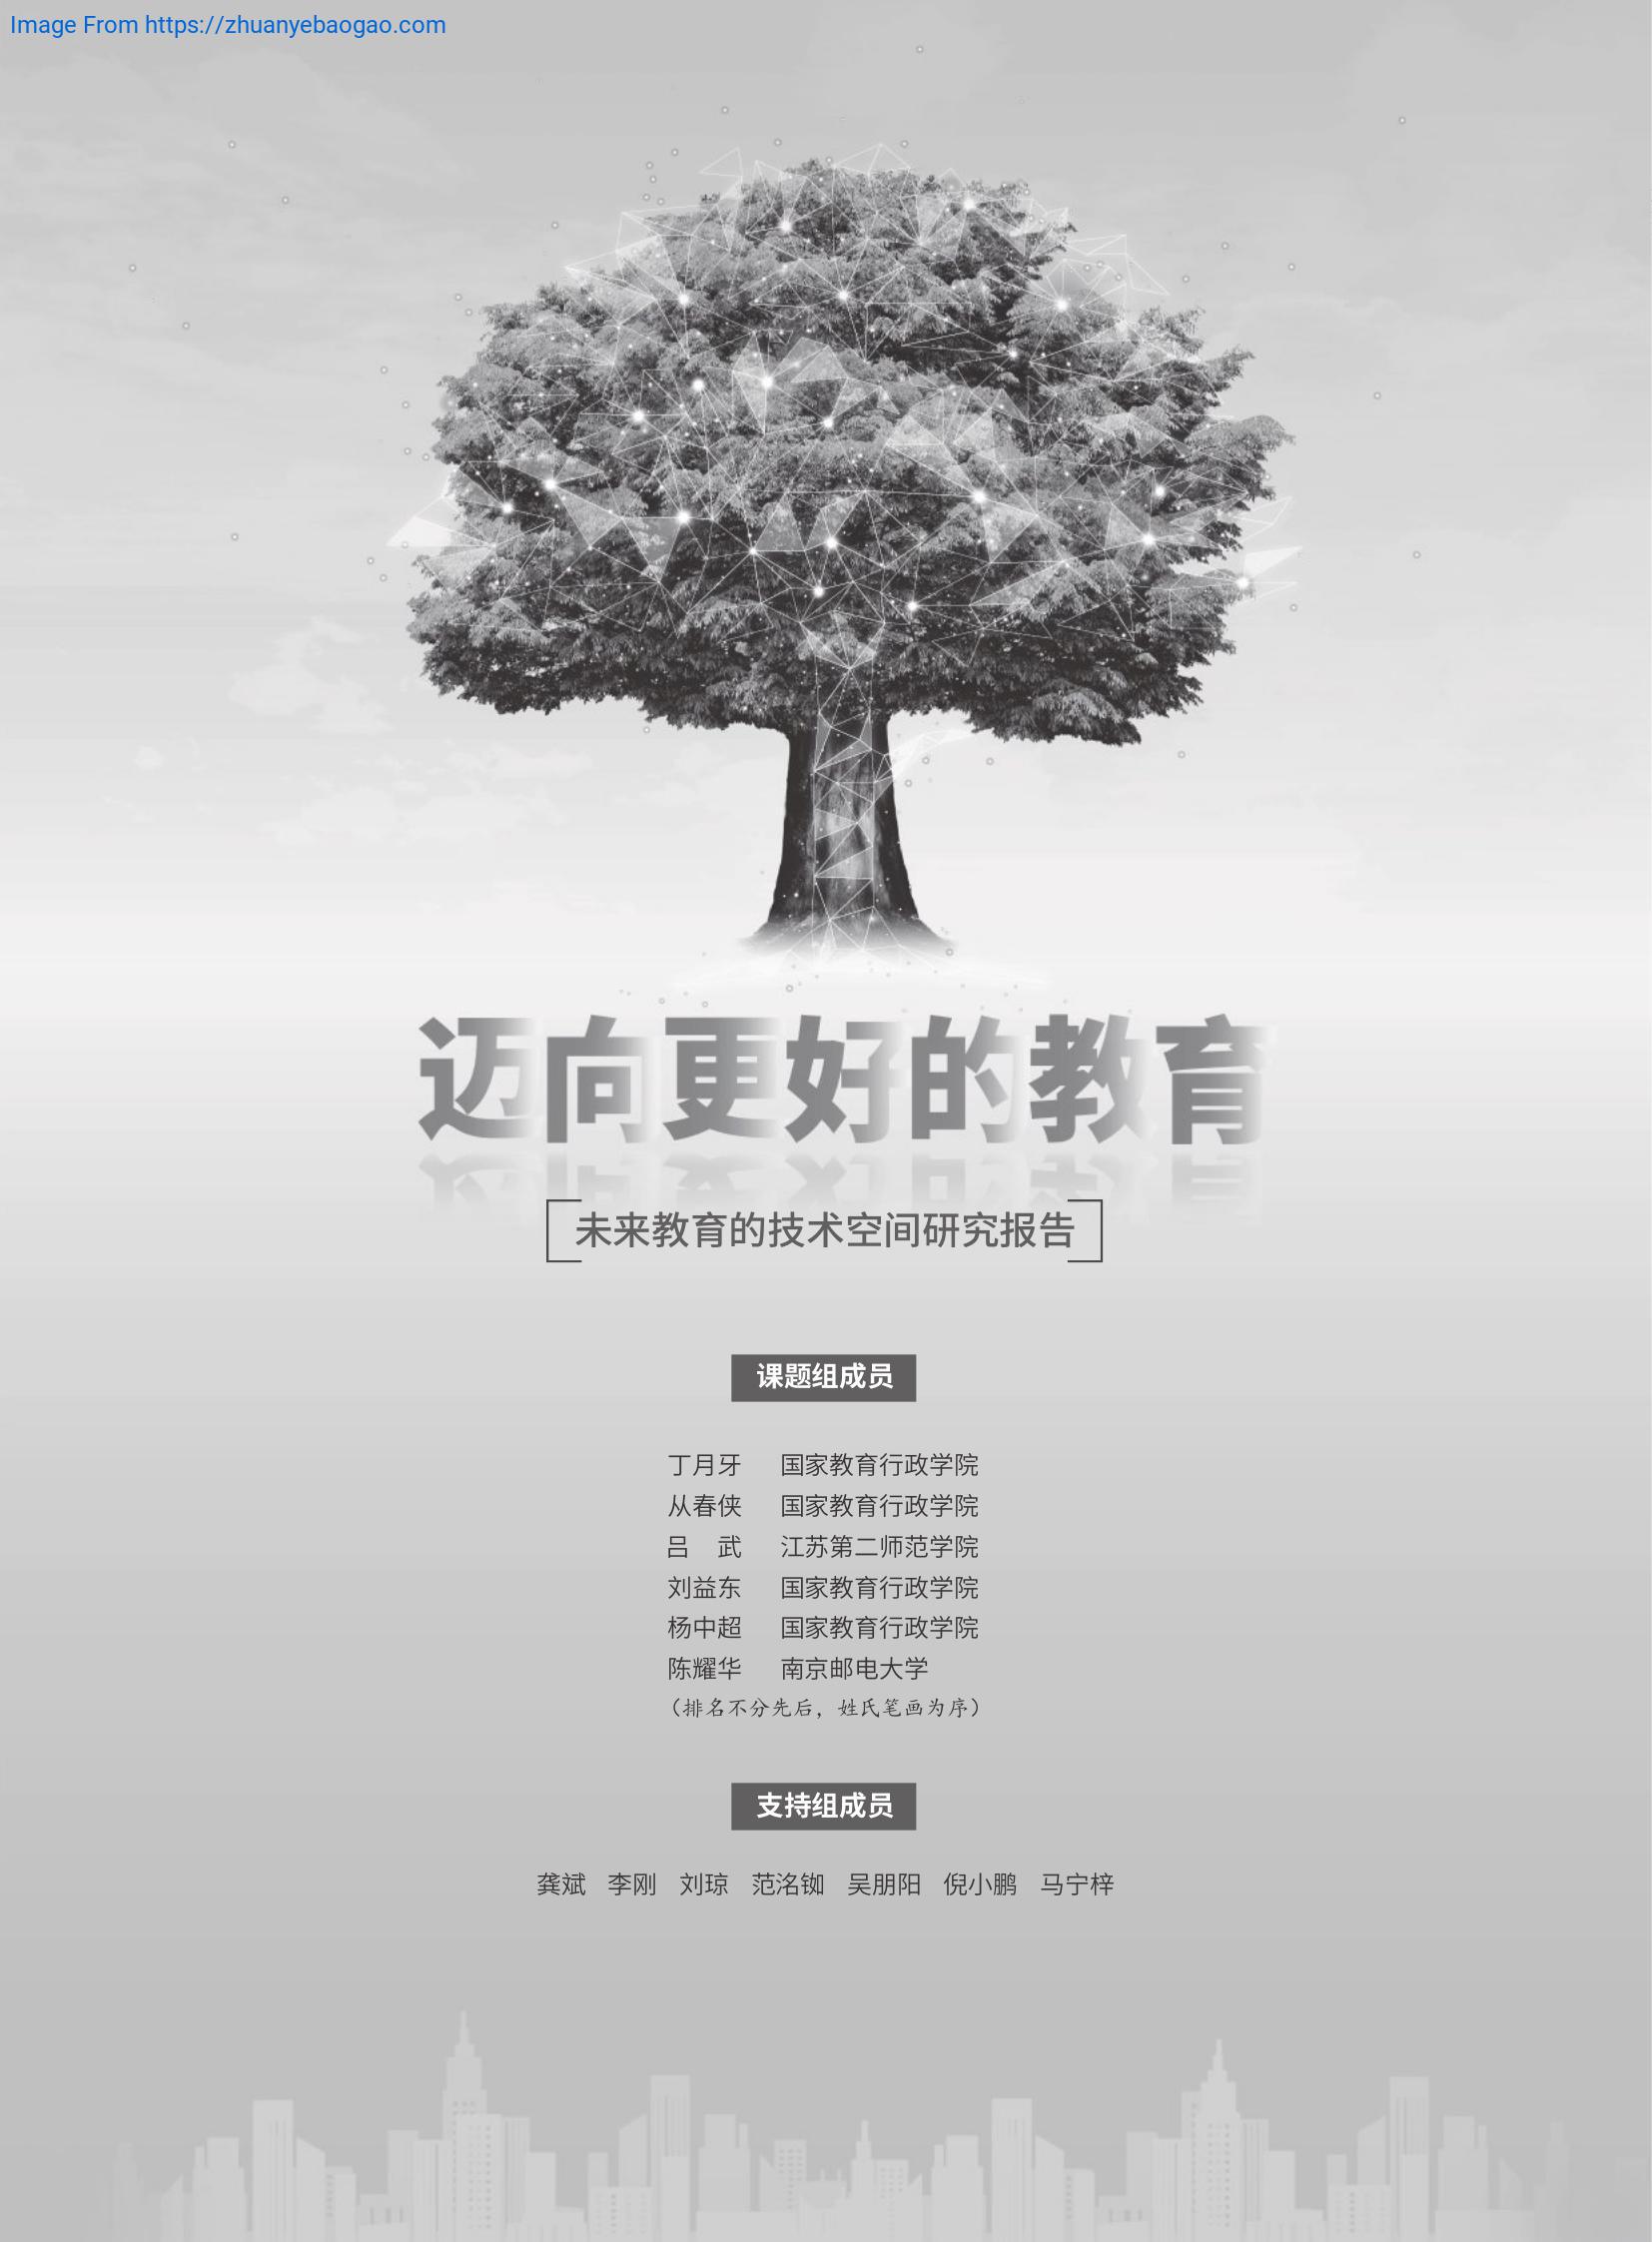 Image From https://zhuanyebaogao.com
迈向更好的教育
未来教育的技术空间研究报告
课题组成员
丁月牙 国家教育行政学院
从春侠 国家教育行政学院
吕 武 江苏第二师范学院
刘益东 国家教育行政学院
杨中超 国家教育行政学院
陈耀华 南京邮电大学
（排名不分先后，姓氏笔画为序）
支持组成员
龚斌 李刚 刘琼 范洺铷 吴朋阳 倪小鹏 马宁梓